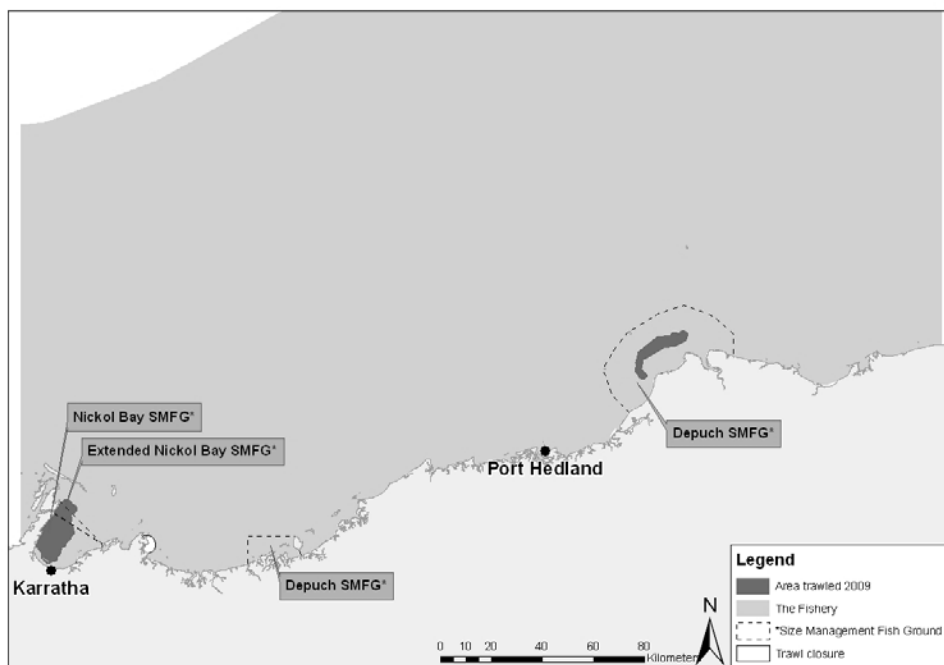 Nickol Bay SMFG*
Extended Nickol Bay SMFG*
Depuch SMFG*
Port Hedland
Karratha
Depuch SMFG*
N
0 10 20 40 60 80
Kilometers
Legend
Area trawled 2009
The Fishery
*Size Management Fish Ground
Trawl closure